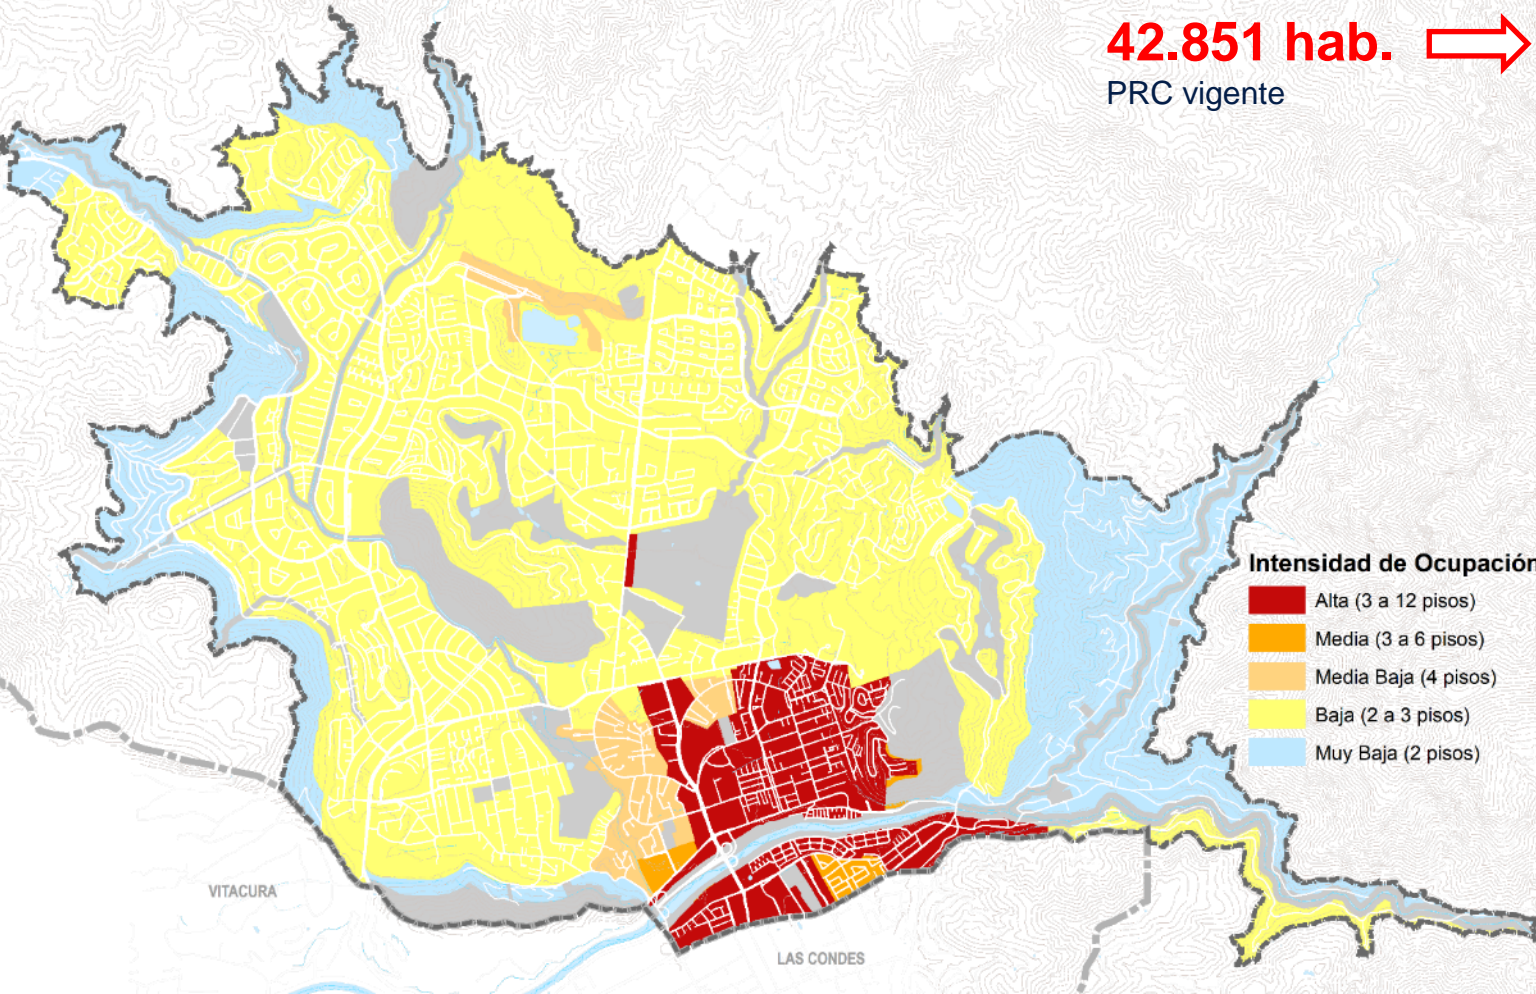 42.851 hab.
PRC vigente
Intensidad de Ocupación
Alta (3 a 12 pisos)
Media (3 a 6 pisos)
Media Baja (4 pisos)
Baja (2 a 3 pisos)
Muy Baja (2 pisos)
VITACURA
LAS CONDES